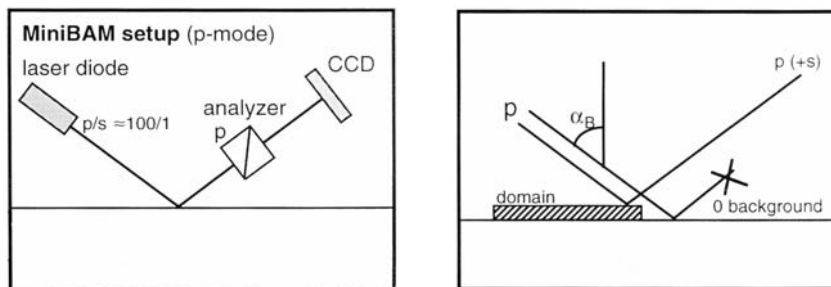 MiniBAM setup (p-mode)
laser diode
CCD
analyzer
p/s ≈100/1
p
p (+s)
α_B
p
domain
0 background